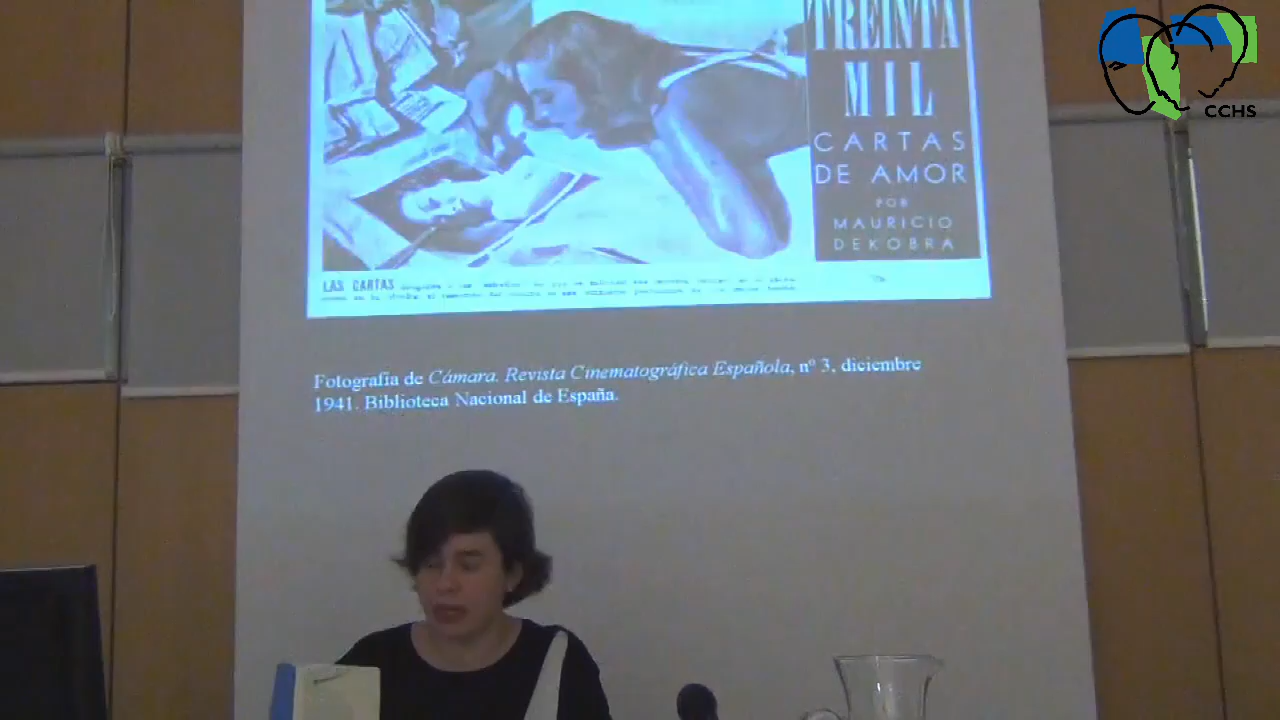 CCHS
TREINTA
MIL
CARTAS
DE AMOR
POR
MAURICIO
DEKOBRA
LAS CARTAS
Fotografía de Cámara. Revista Cinematográfica Española, nº 3, diciembre
1941. Biblioteca Nacional de España.